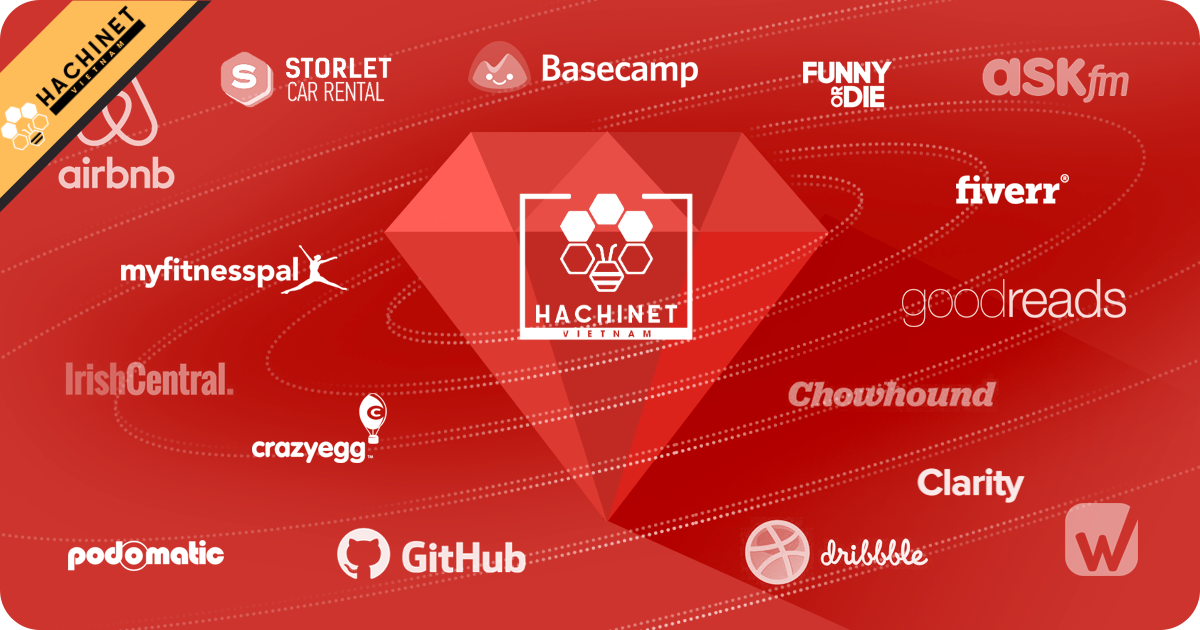 HACHINET
VIETNAM
airbnb
S
STORLET
CAR RENTAL
Basecamp
FUNNY
OR DIE
aSKfm
fiverr®
myfitnesspal
goodreads
HACHINET
VIETNAM
IrishCentral.
Chowhound
C
crazyegg™
Clarity
podomatic
GitHub
dribbble
W